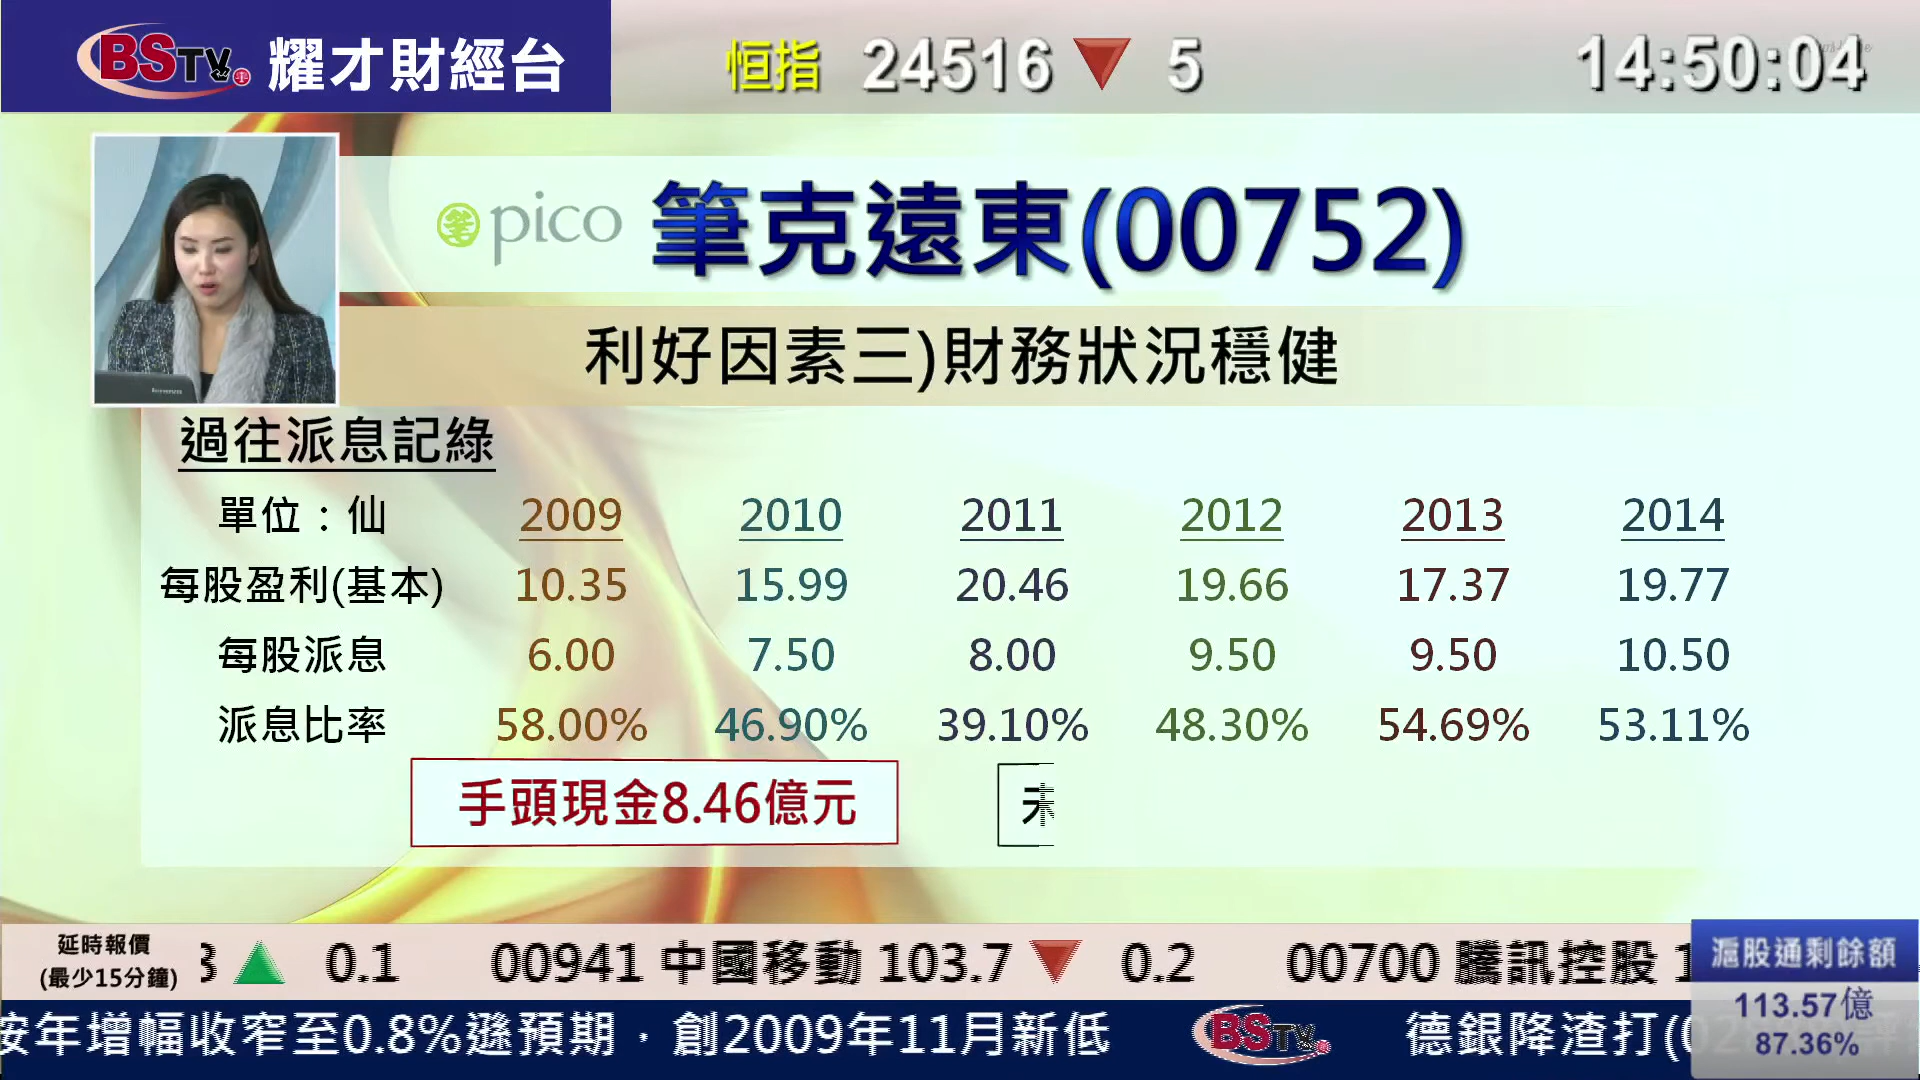 BSTV 耀才財經台
恒指 24516 ▼ 5
14:50:04
pico 筆克遠東(00752)
利好因素三)財務狀況穩健
過往派息記錄
單位：仙 2009 2010 2011 2012 2013 2014
每股盈利(基本) 10.35 15.99 20.46 19.66 17.37 19.77
每股派息 6.00 7.50 8.00 9.50 9.50 10.50
派息比率 58.00% 46.90% 39.10% 48.30% 54.69% 53.11%
手頭現金8.46億元
延時報價
(最少15分鐘)
▲ 0.1 00941 中國移動 103.7 ▼ 0.2 00700 騰訊控股
滬股通剩餘額
113.57億
87.36%
按年增幅收窄至0.8%遜預期，創2009年11月新低 BSTV 德銀降渣打(